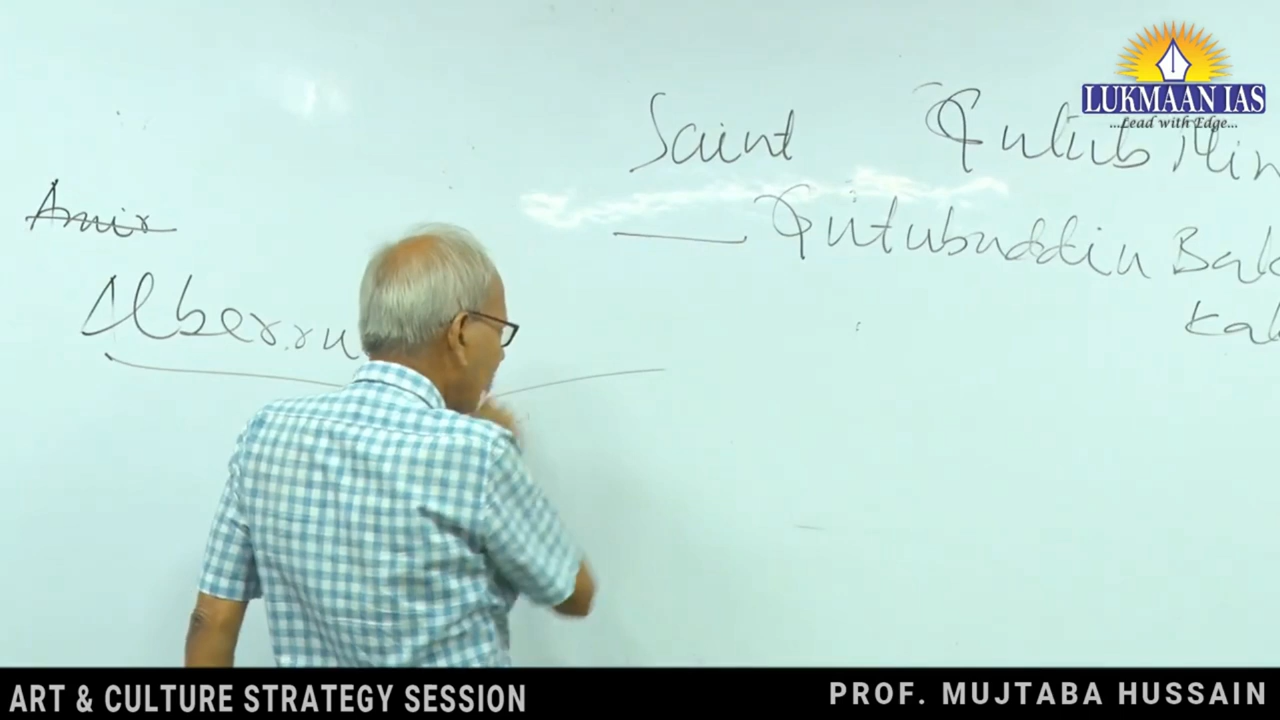 LUKMAAN IAS
...Lead with Edge...
Saint Qutub Min
Amir
Qutubuddin Bak
Alberru
Kak
ART & CULTURE STRATEGY SESSION
PROF. MUJTABA HUSSAIN